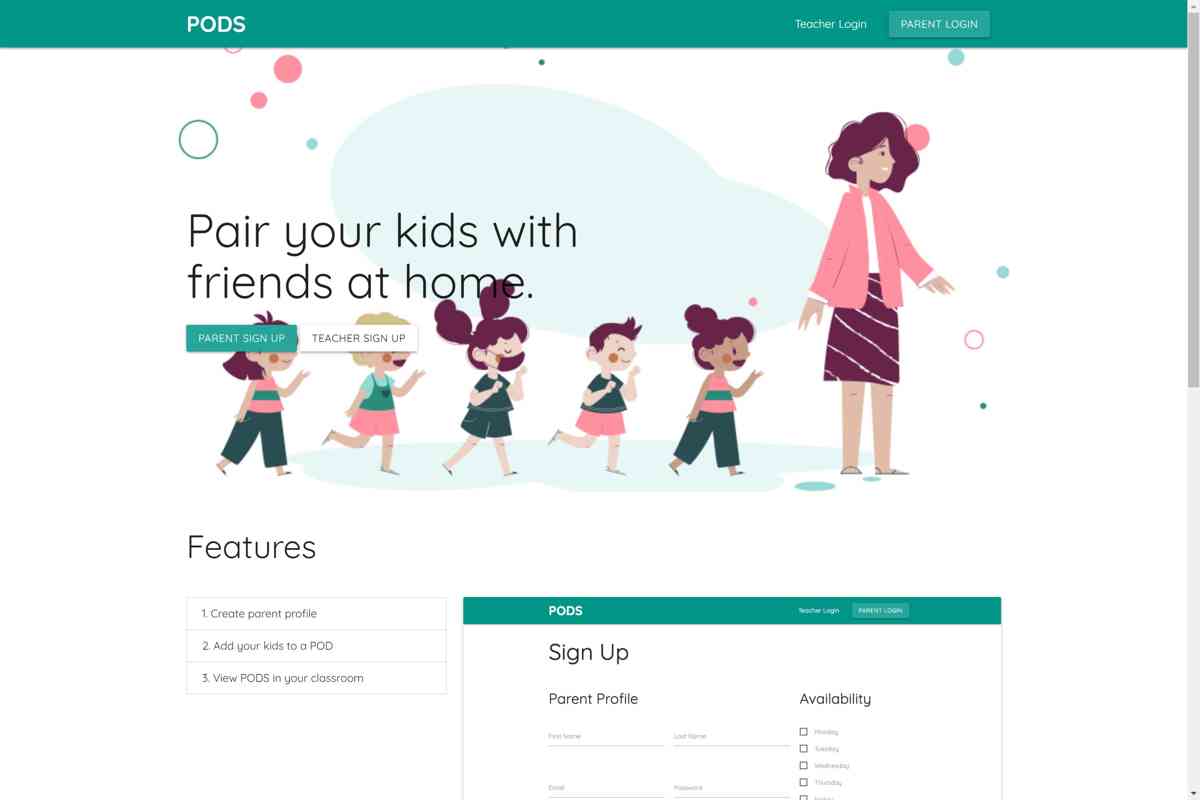 PODS
Teacher Login
PARENT LOGIN
Pair your kids with
friends at home.
PARENT SIGN UP
TEACHER SIGN UP
Features
1. Create parent profile
2. Add your kids to a POD
3. View PODS in your classroom
PODS
Teacher Login
PARENT LOGIN
Sign Up
Parent Profile
Availability
First Name
Last Name
Monday
Tuesday
Wednesday
Thursday
Email
Password